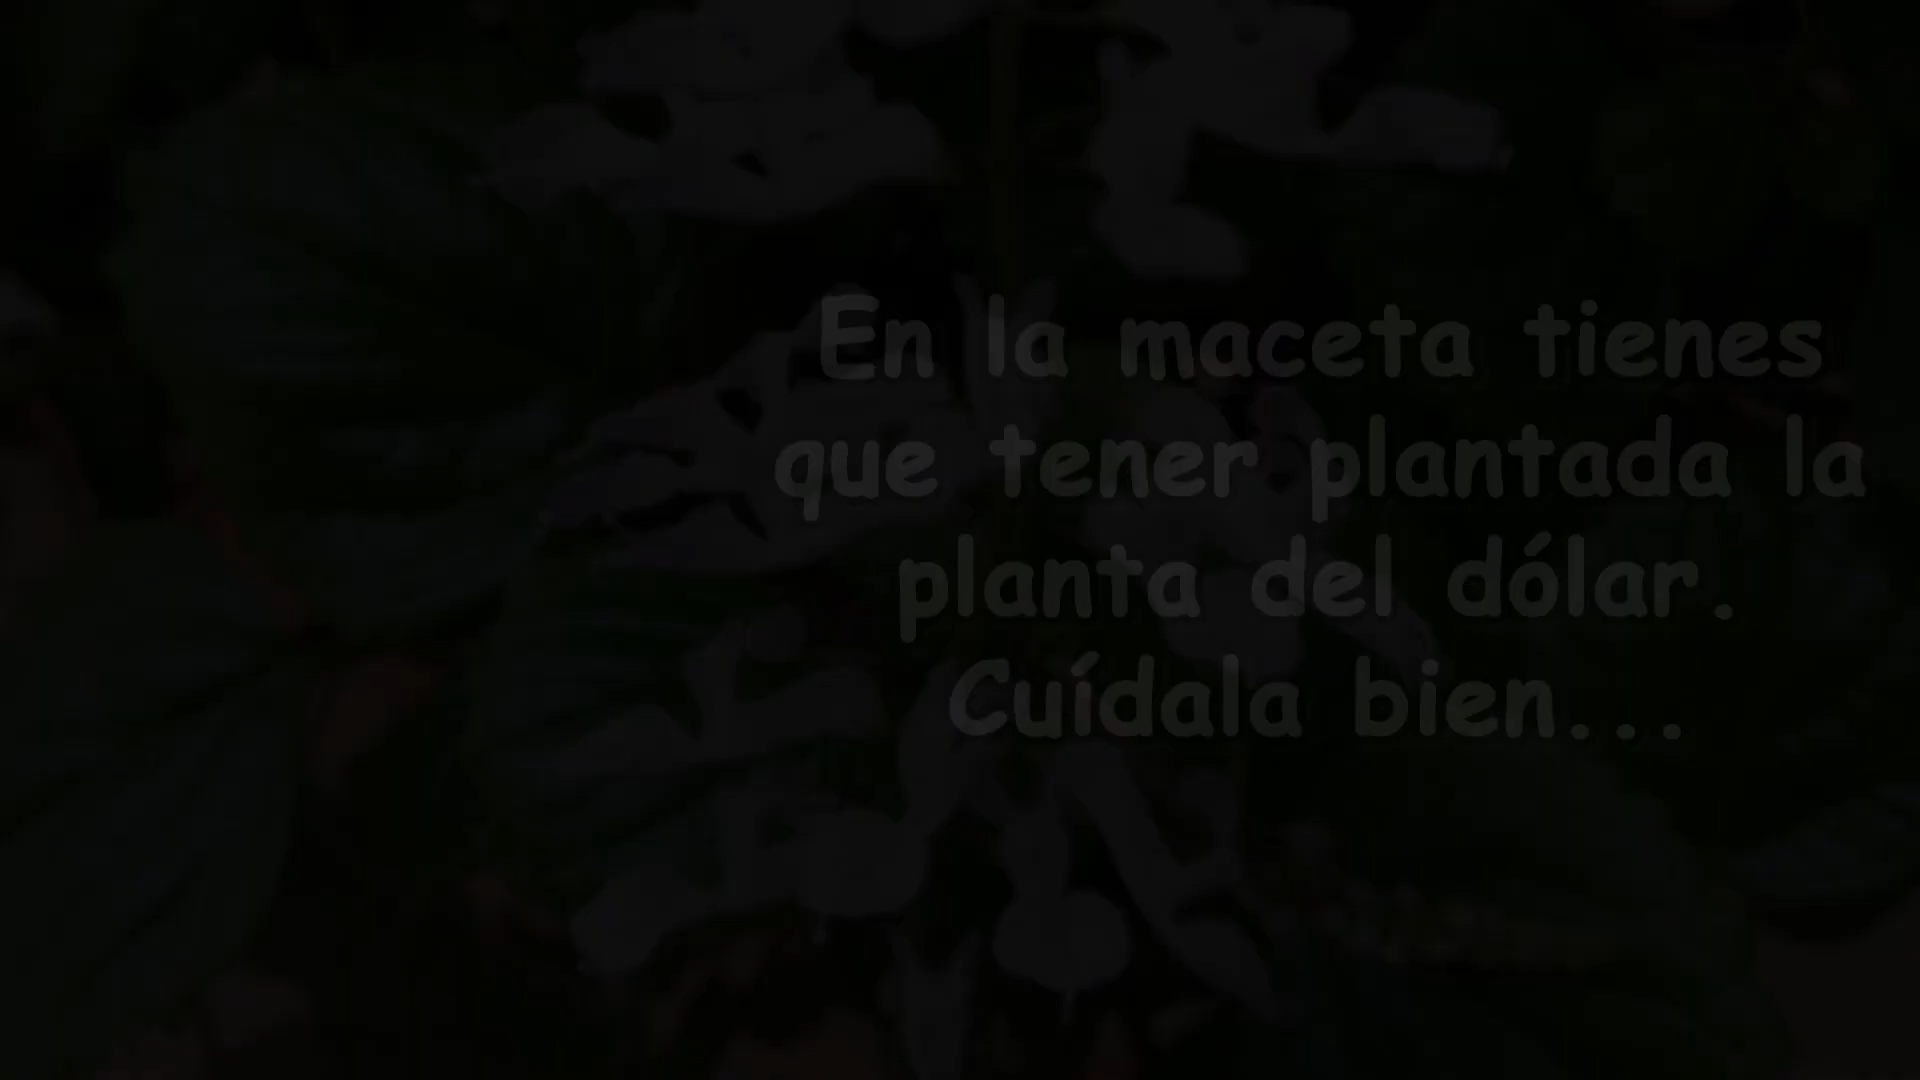 En la maceta tienes
que tener plantada la
planta del dólar.
Cuídala bien...